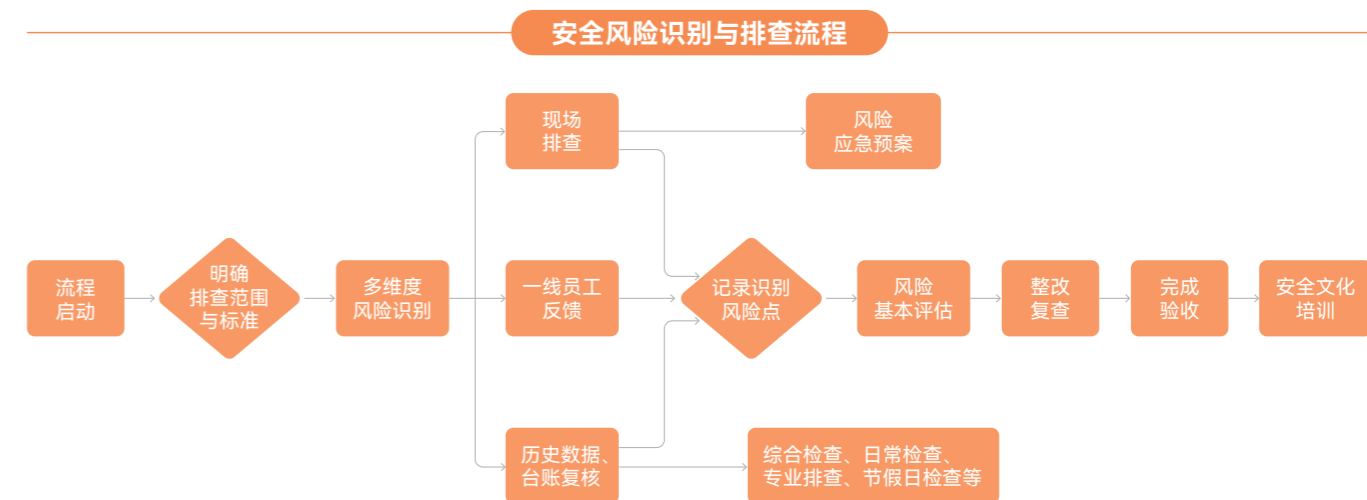 安全风险识别与排查流程
现场
排查
风险
应急预案
流程
启动
明确
排查范围
与标准
多维度
风险识别
一线员工
反馈
记录识别
风险点
风险
基本评估
整改
复查
完成
验收
安全文化
培训
历史数据、
台账复核
综合检查、日常检查、
专业排查、节假日检查等